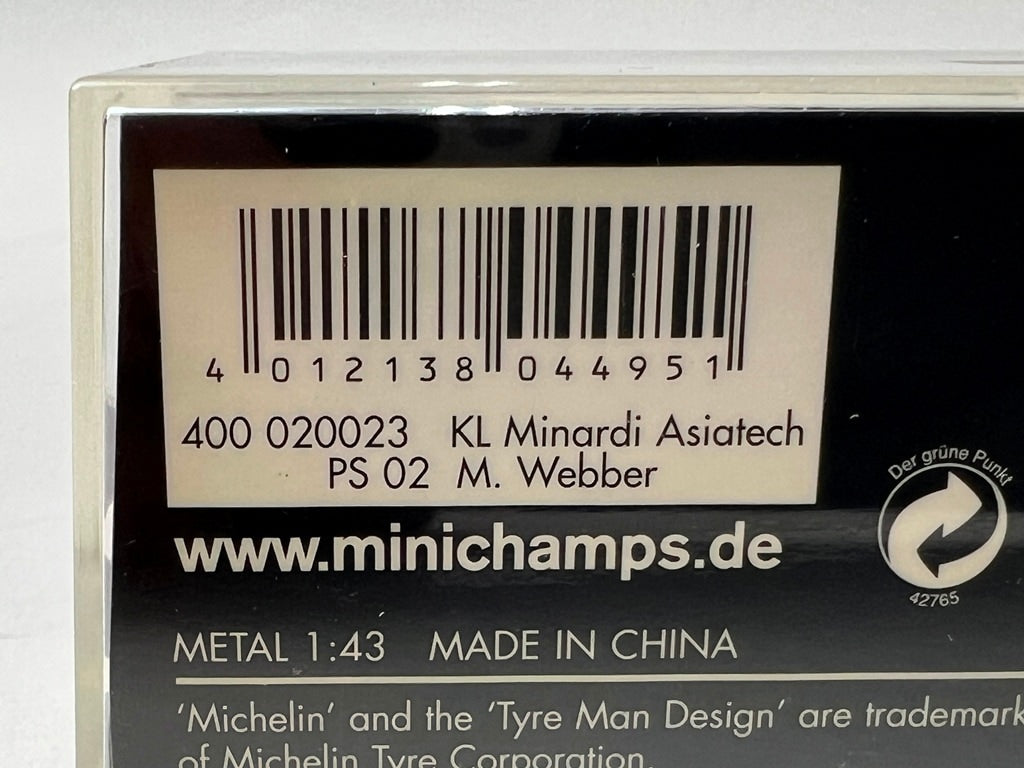 4 012138 044951
400 020023 KL Minardi Asiatech
PS 02 M. Webber
www.minichamps.de
Der grüne Punkt
42765
METAL 1:43 MADE IN CHINA
'Michelin' and the 'Tyre Man Design' are trademark
of Michelin Tyre Corporation.